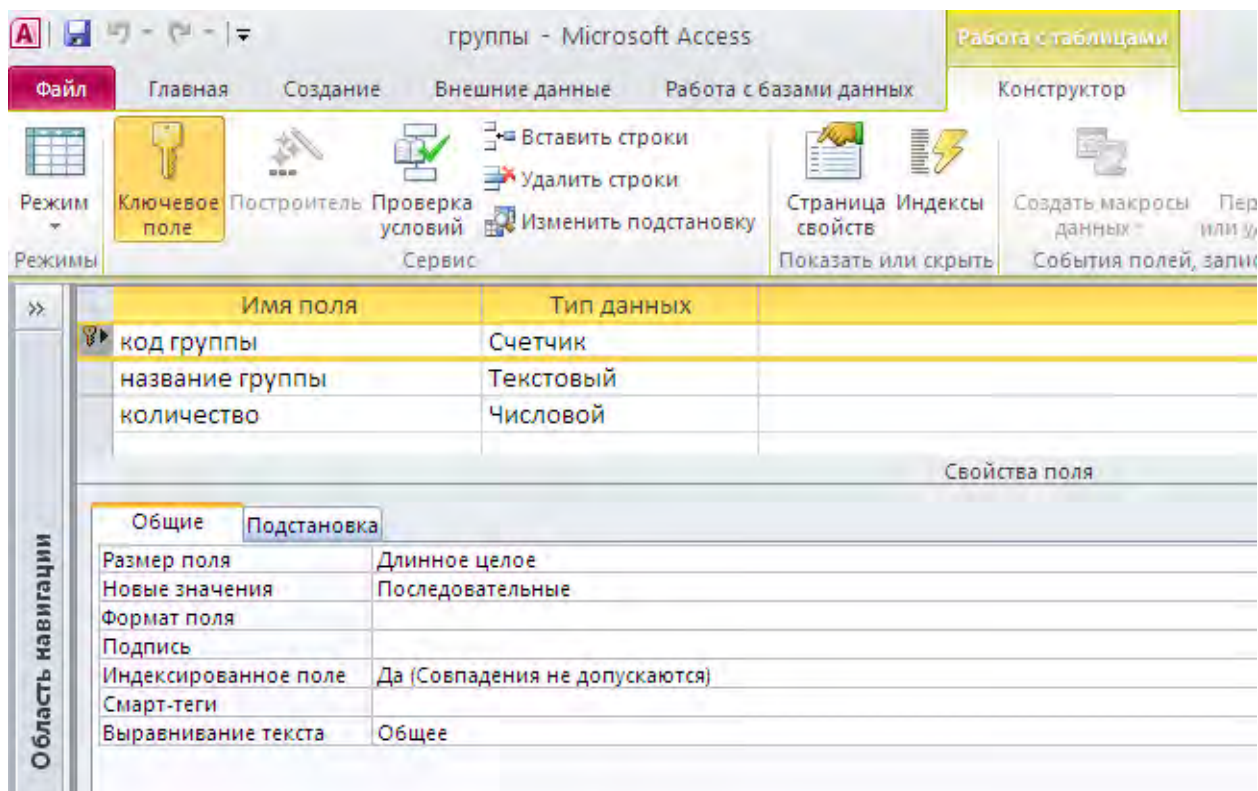 группы - Microsoft Access
Работа с таблицами
Файл Главная Создание Внешние данные Работа с базами данных Конструктор
Режим
Ключевое поле
Построитель
Проверка условий
Вставить строки
Удалить строки
Изменить подстановку
Страница свойств
Индексы
Создать макросы данных
Режимы Сервис Показать или скрыть События полей,
Имя поля Тип данных
код группы Счетчик
название группы Текстовый
количество Числовой
Свойства поля
Общие Подстановка
Размер поля Длинное целое
Новые значения Последовательные
Формат поля
Подпись
Индексированное поле Да (Совпадения не допускаются)
Смарт-теги
Выравнивание текста Общее
Область навигации